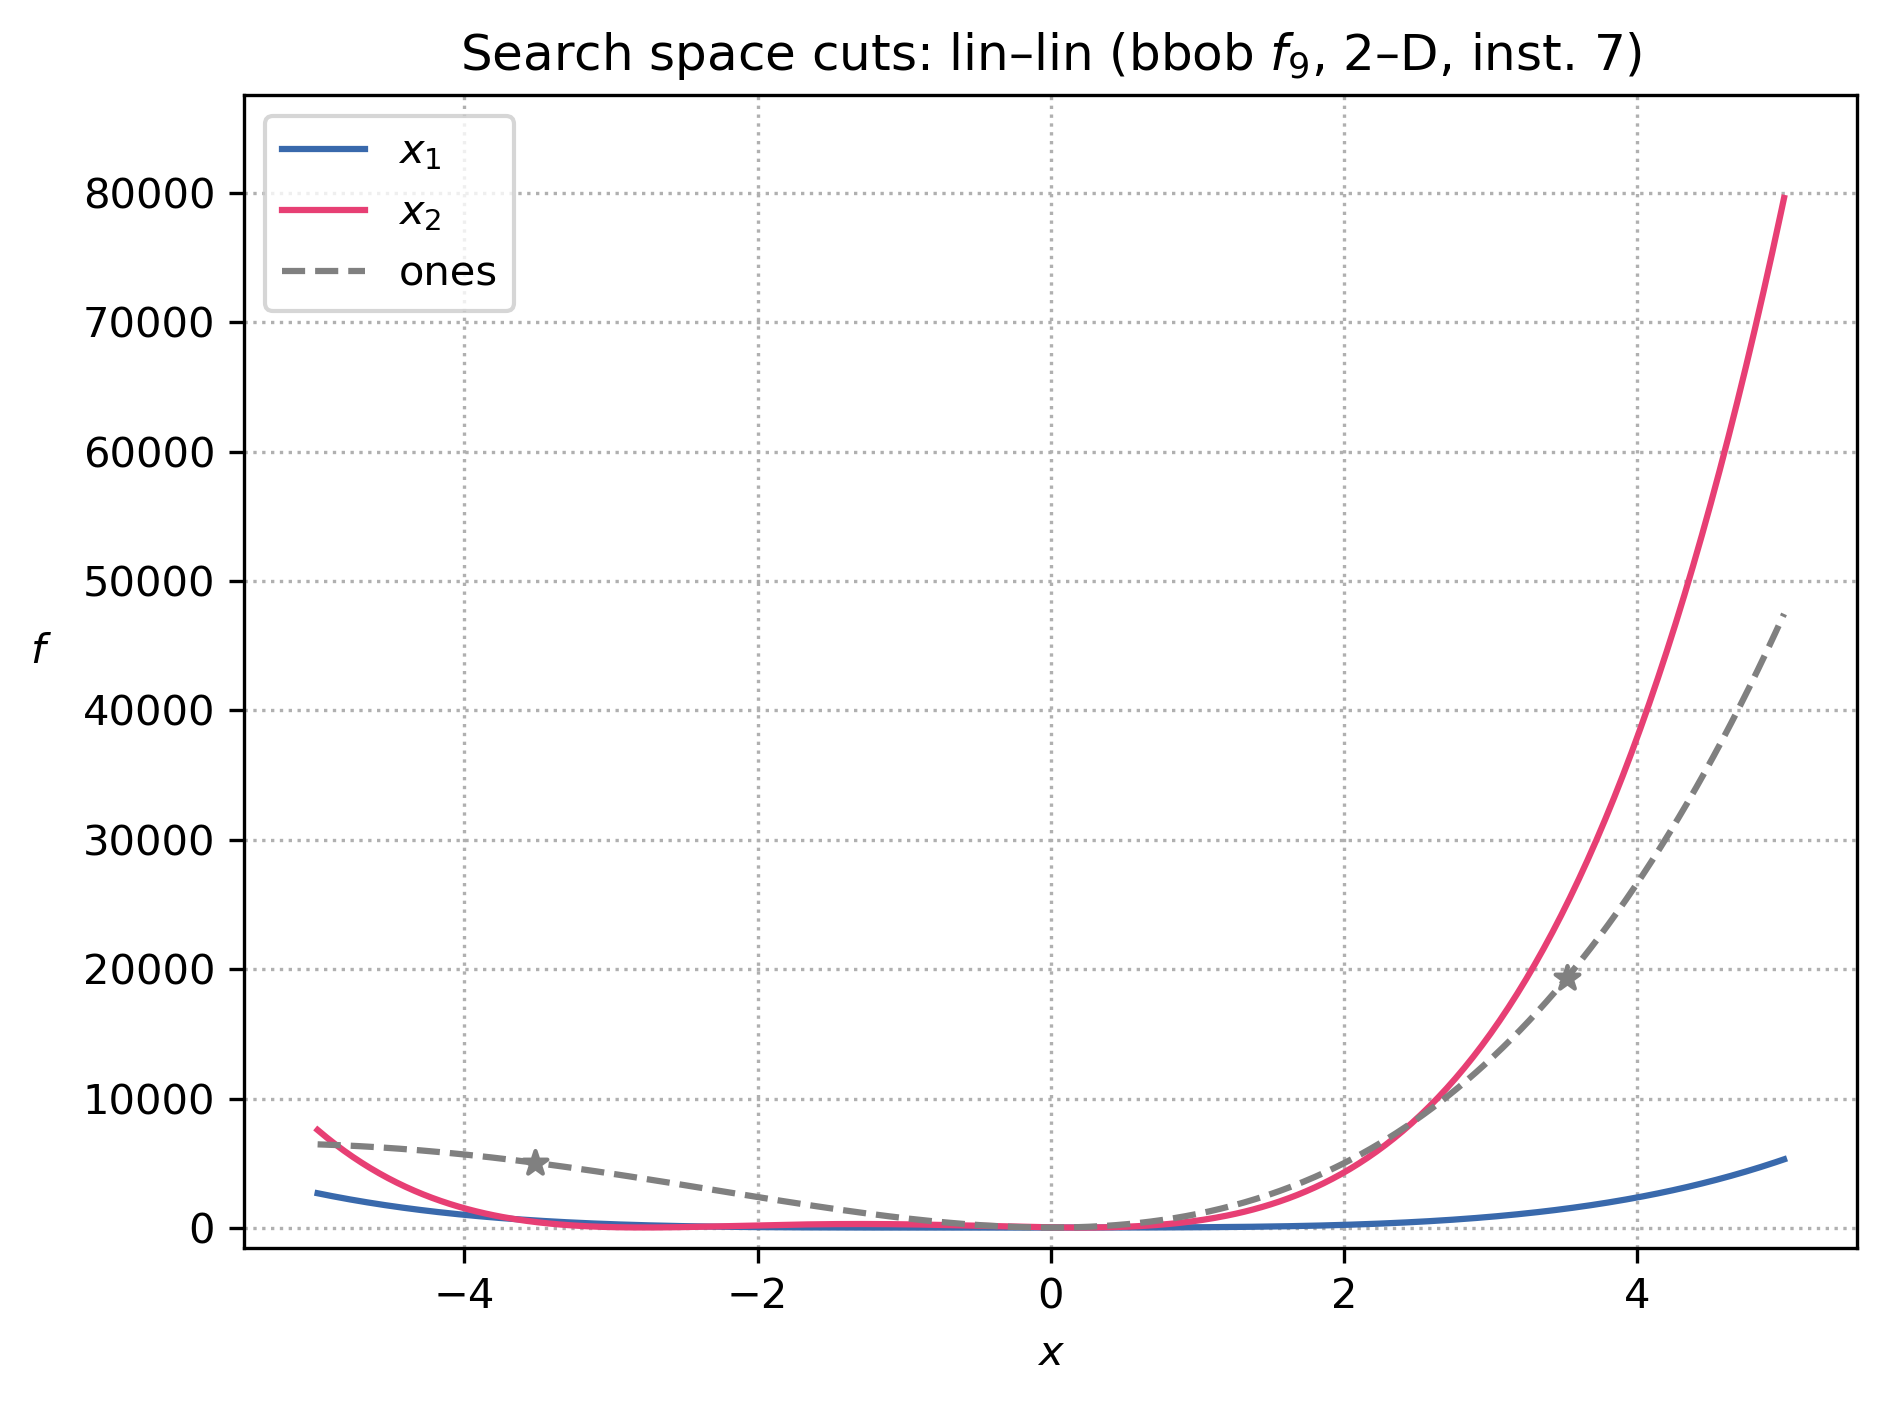 Search space cuts: lin–lin (bbob f₉, 2–D, inst. 7)
x₁
x₂
ones
80000
70000
60000
50000
40000
30000
20000
10000
0
f
−4 −2 0 2 4
x